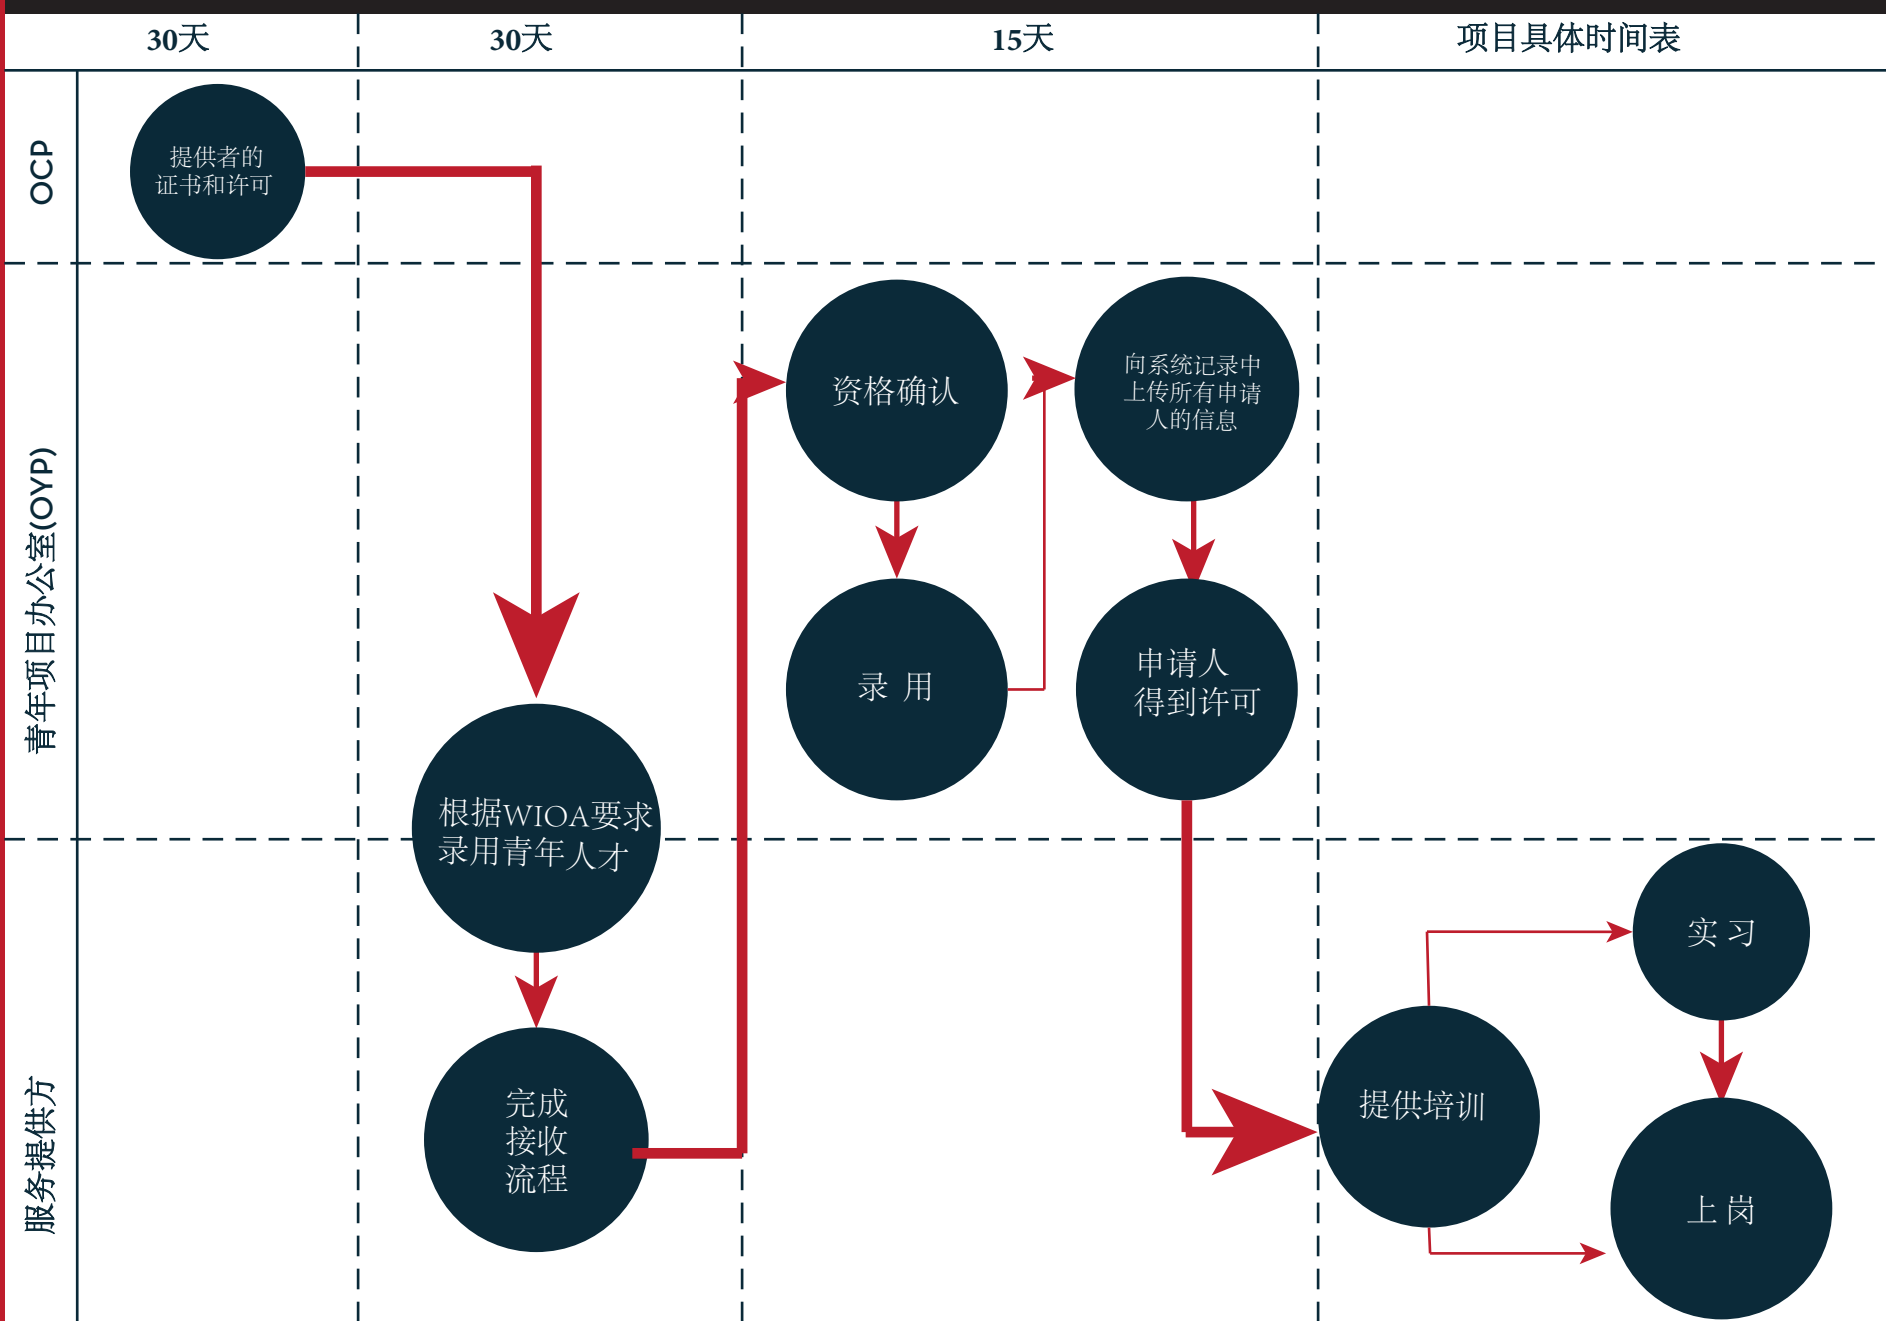 30天
30天
15天
项目具体时间表
OCP
提供者的
证书和许可
青年项目办公室(OYP)
资格确认
向系统记录中
上传所有申请
人的信息
录 用
申请人
得到许可
根据WIOA要求
录用青年人才
服务提供方
完成
接收
流程
实 习
提供培训
上 岗